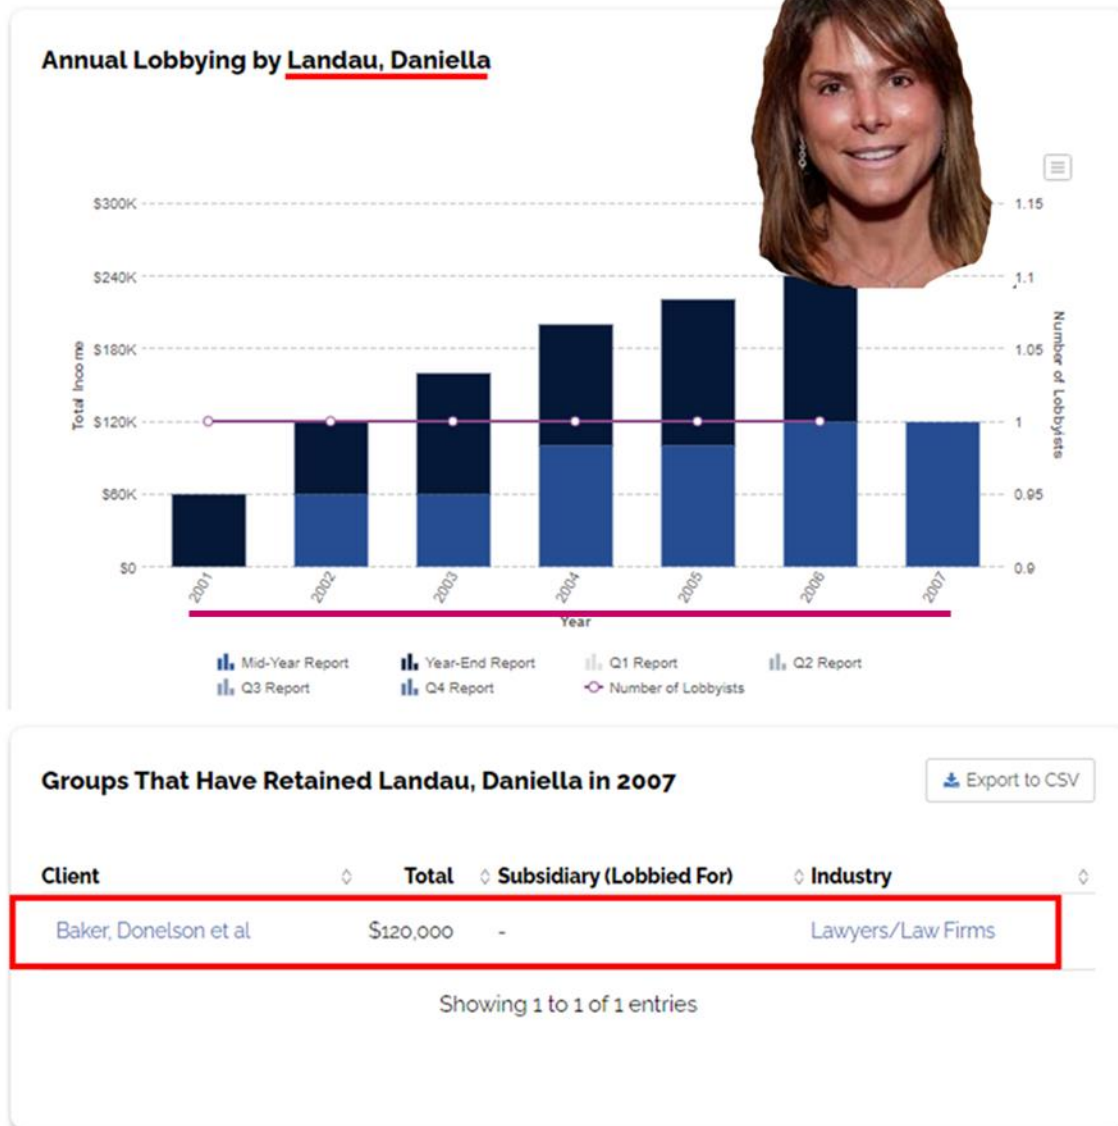 Annual Lobbying by Landau, Daniella
$300K
1.15
$240K
1.1
$180K
1.05
$120K
1
$60K
0.95
$0
0.9
Total Income
Number of Lobbyists
2001 2002 2003 2004 2005 2006 2007
Year
Mid-Year Report Year-End Report Q1 Report Q2 Report
Q3 Report Q4 Report Number of Lobbyists
Groups That Have Retained Landau, Daniella in 2007
Export to CSV
Client Total Subsidiary (Lobbied For) Industry
Baker, Donelson et al $120,000 - Lawyers/Law Firms
Showing 1 to 1 of 1 entries